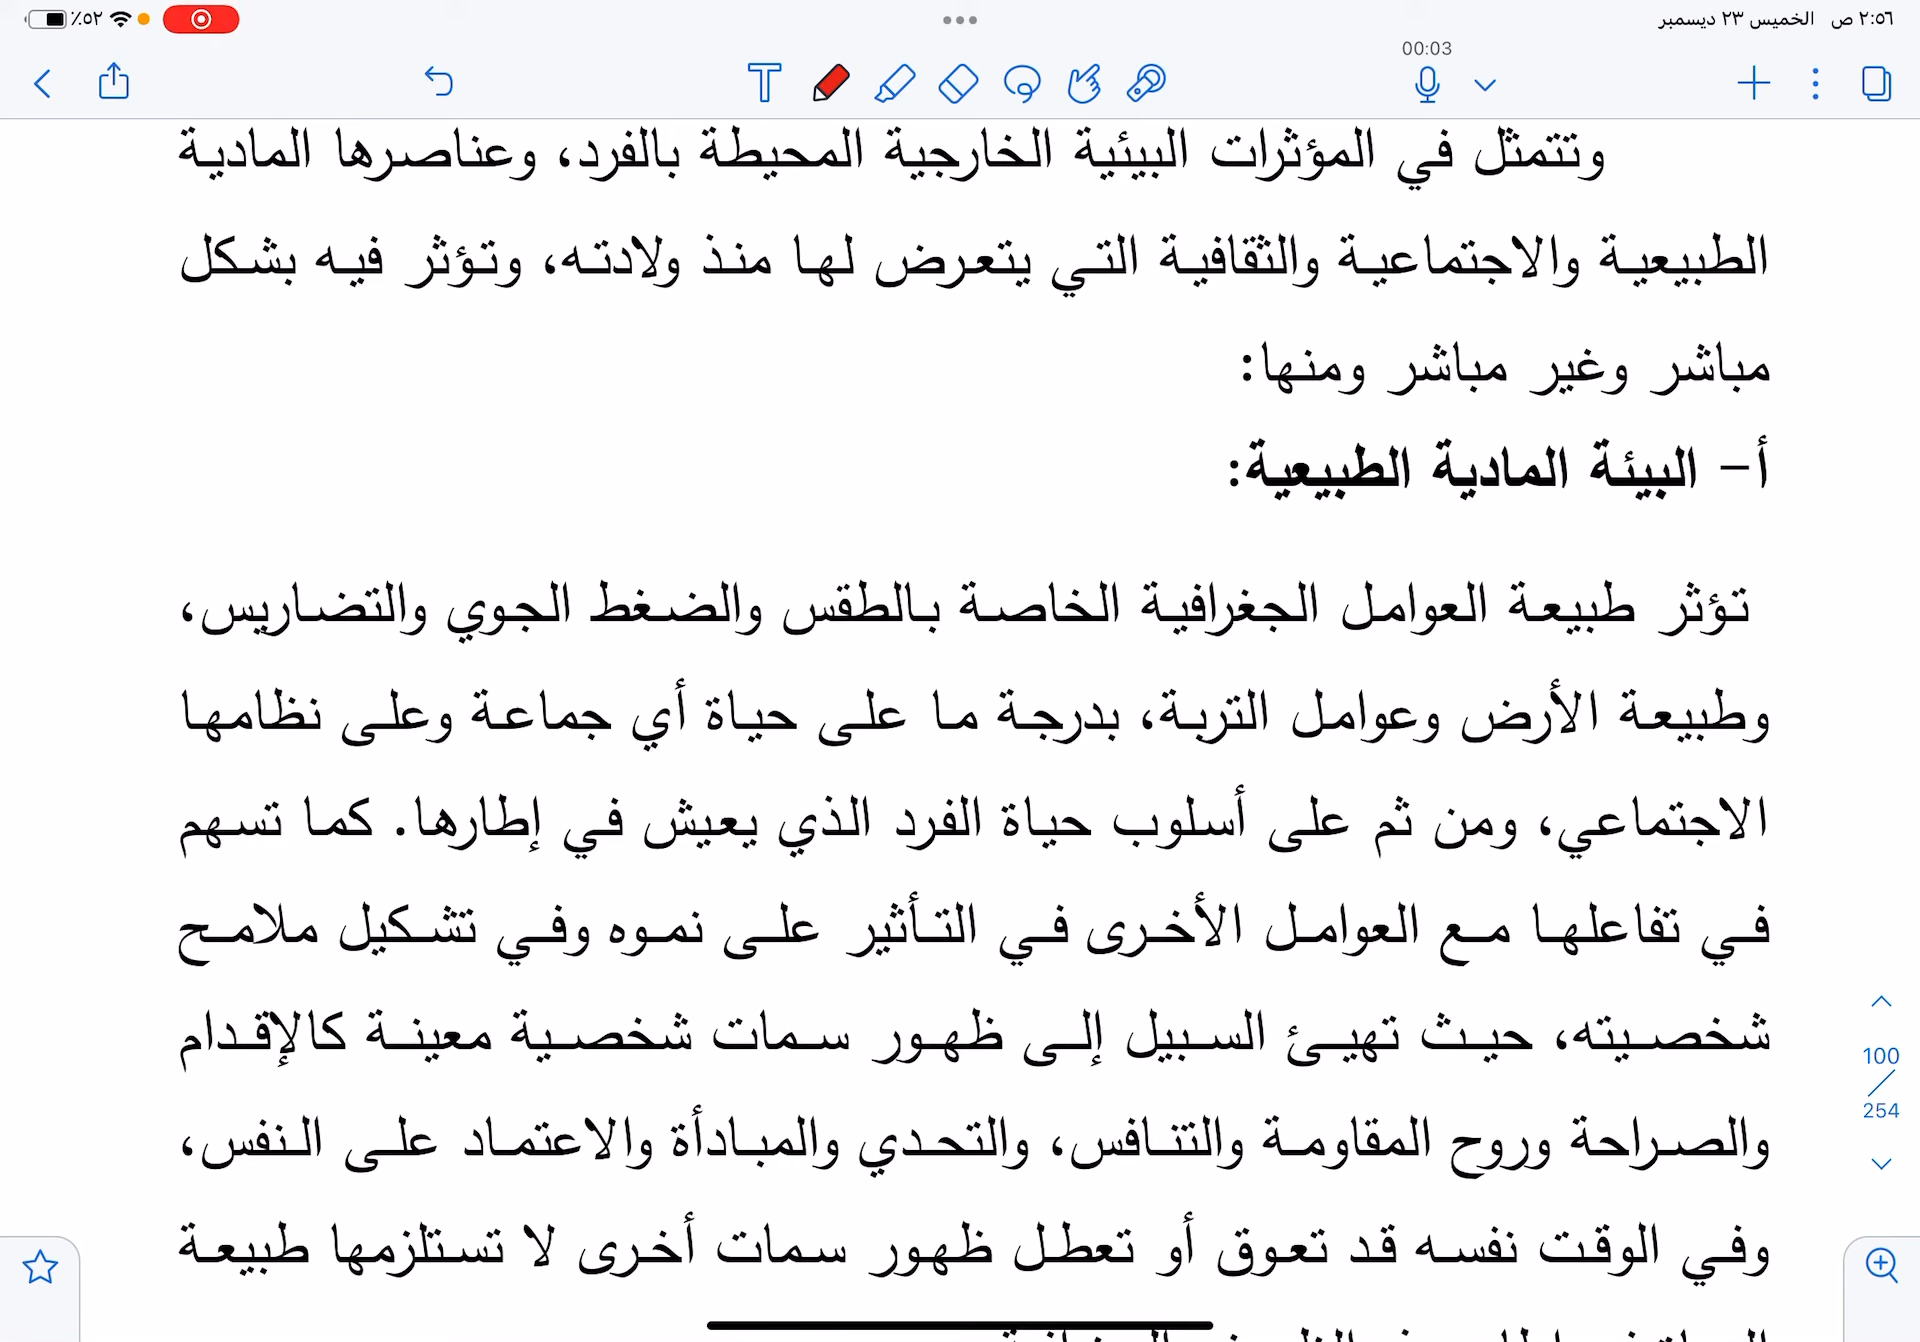 ٢:٥٦ ص الخميس ٢٣ ديسمبر
٪٥٢
00:03
وتتمثل في المؤثرات البيئية الخارجية المحيطة بالفرد، وعناصرها المادية
الطبيعية والاجتماعية والثقافية التي يتعرض لها منذ ولادته، وتؤثر فيه بشكل
مباشر وغير مباشر ومنها:
أ- البيئة المادية الطبيعية:
تؤثر طبيعة العوامل الجغرافية الخاصة بالطقس والضغط الجوي والتضاريس،
وطبيعة الأرض وعوامل التربة، بدرجة ما على حياة أي جماعة وعلى نظامها
الاجتماعي، ومن ثم على أسلوب حياة الفرد الذي يعيش في إطارها. كما تسهم
في تفاعلها مع العوامل الأخرى في التأثير على نموه وفي تشكيل ملامح
شخصيته، حيث تهيئ السبيل إلى ظهور سمات شخصية معينة كالإقدام
والصراحة وروح المقاومة والتنافس، والتحدي والمبادأة والاعتماد على النفس،
وفي الوقت نفسه قد تعوق أو تعطل ظهور سمات أخرى لا تستلزمها طبيعة
100
254